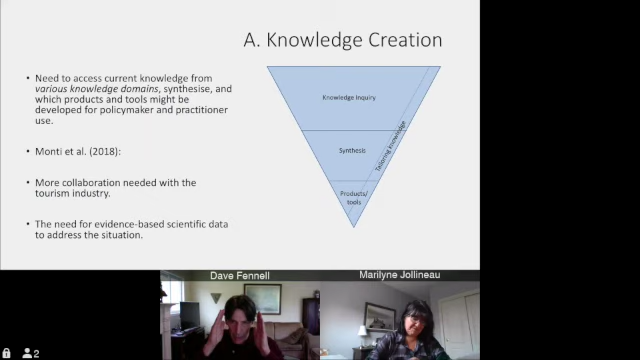 A. Knowledge Creation
• Need to access current knowledge from
various knowledge domains, synthesise, and
which products and tools might be
developed for policymaker and practitioner
use.
• Monti et al. (2018):
• More collaboration needed with the
tourism industry.
• The need for evidence-based scientific data
to address the situation.
Knowledge Inquiry
Synthesis
Products/
tools
Tailoring Knowledge
Dave Fennell
Marilyne Jollineau
2